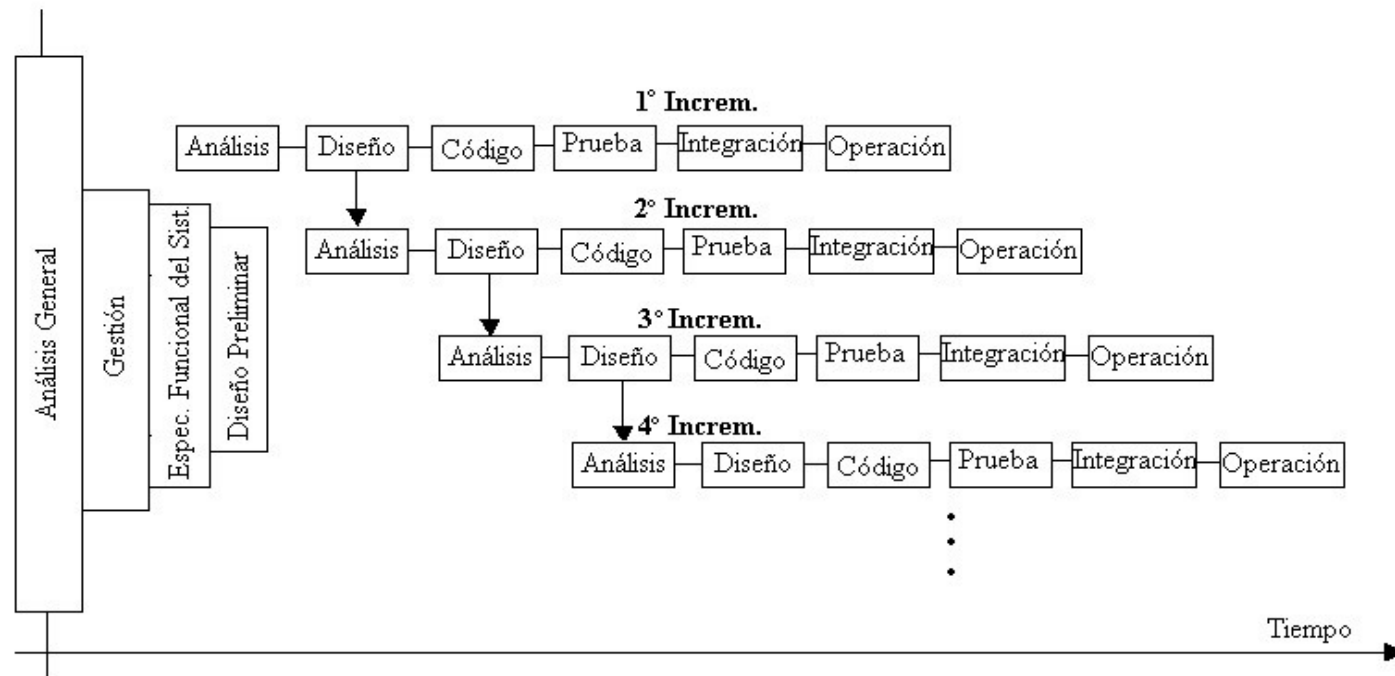 Análisis General
Gestión
Espec. Funcional del Sist.
Diseño Preliminar
1° Increm.
Análisis Diseño Código Prueba Integración Operación
2° Increm.
Análisis Diseño Código Prueba Integración Operación
3° Increm.
Análisis Diseño Código Prueba Integración Operación
4° Increm.
Análisis Diseño Código Prueba Integración Operación
Tiempo